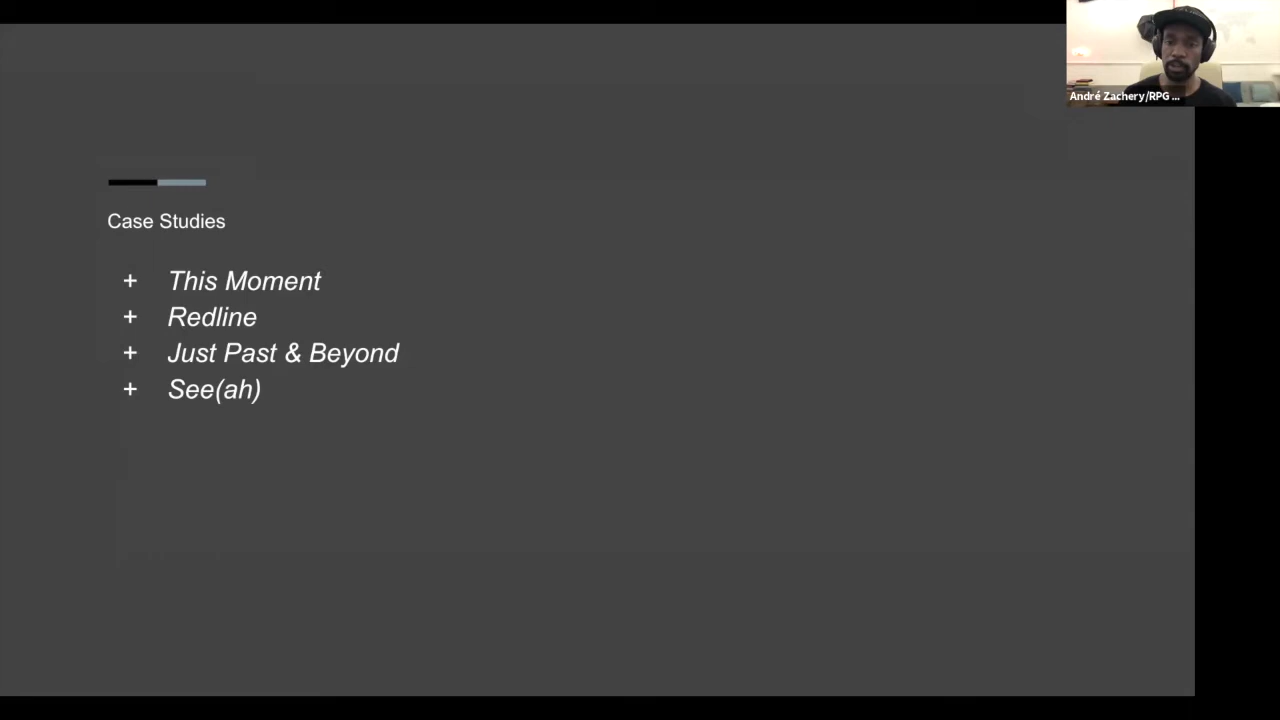 Case Studies
+ This Moment
+ Redline
+ Just Past & Beyond
+ See(ah)
André Zachery/RPG ...